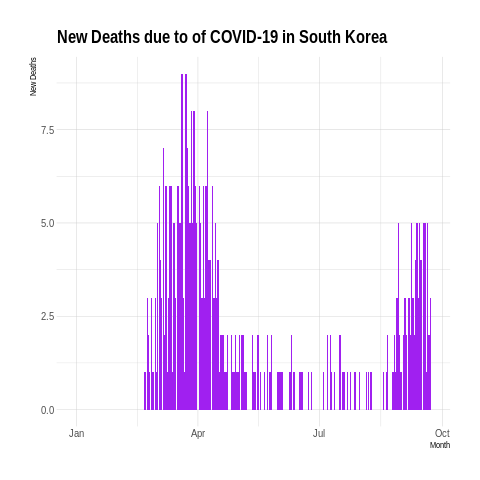 New Deaths due to of COVID-19 in South Korea
New Deaths
7.5
5.0
2.5
0.0
Jan Apr Jul Oct
Month